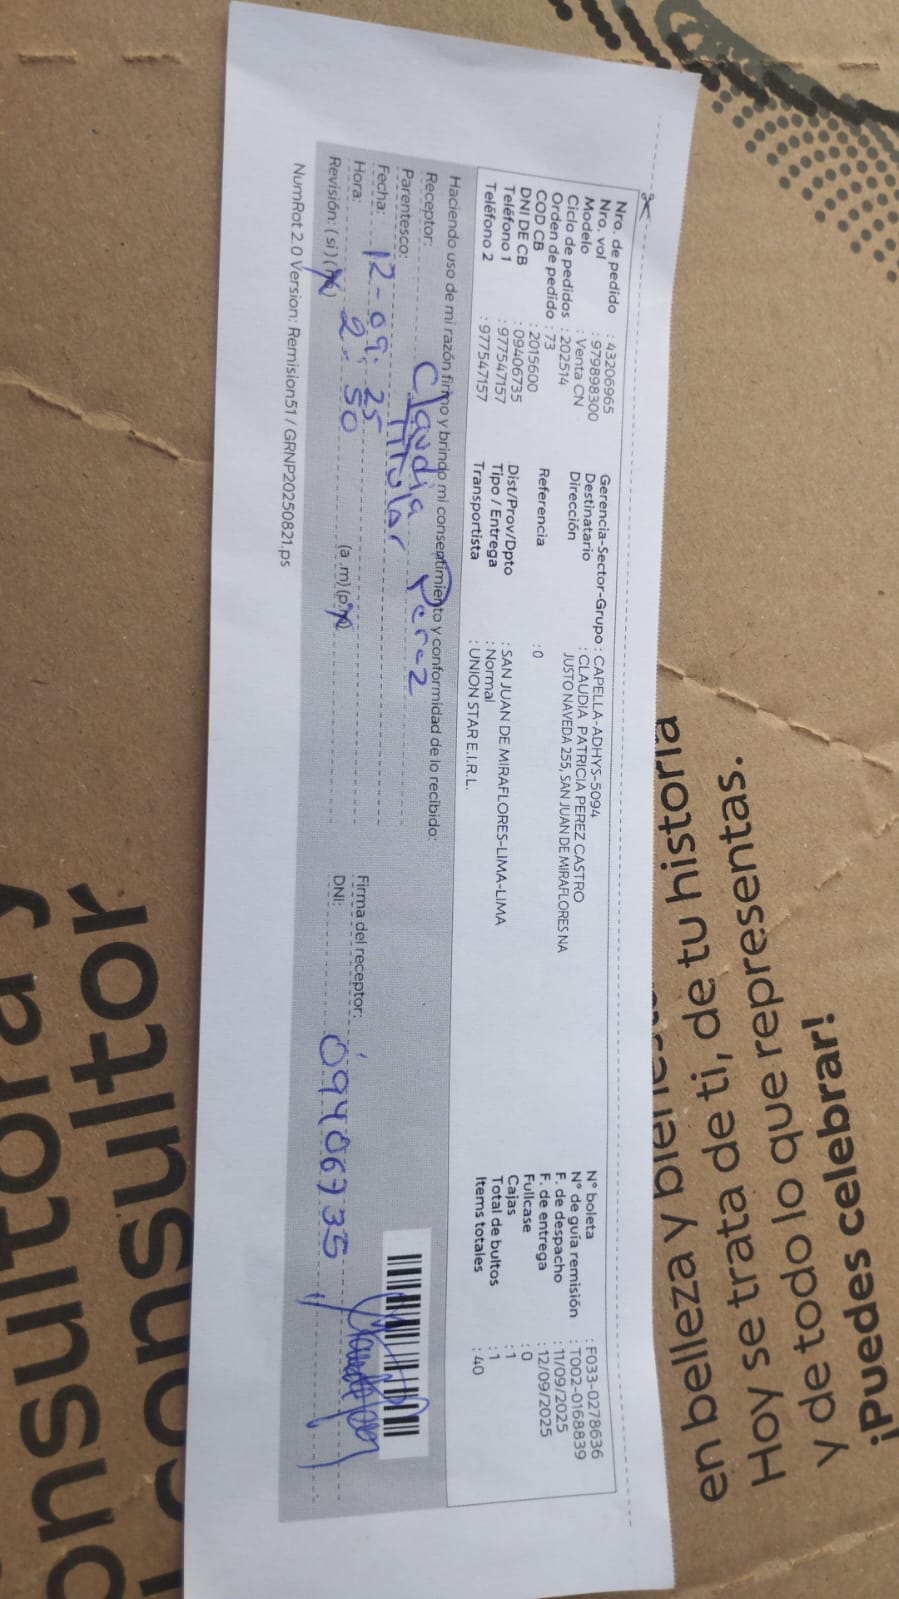 Nro. de pedido : 43206965
Nro. vol : 979898300
Modelo : Venta CN
Ciclo de pedidos : 202514
Orden de pedido : 73
COD CB : 2015600
DNI DE CB : 09406735
Teléfono 1 : 977547157
Teléfono 2 : 977547157
Gerencia-Sector-Grupo : CAPELLA-ADHYS-5094
Destinatario : CLAUDIA PATRICIA PEREZ CASTRO
Dirección JUSTO NAVEDA 255, SAN JUAN DE MIRAFLORES NA
Referencia : 0
Dist/Prov/Dpto : SAN JUAN DE MIRAFLORES-LIMA-LIMA
Tipo / Entrega : Normal
Transportista : UNION STAR E.I.R.L.
N° boleta : F033-0278636
N° de guía remisión : T002-0168839
F. de despacho : 11/09/2025
F. de entrega : 12/09/2025
Fullcase : 0
Cajas : 1
Total de bultos : 1
Items totales : 40
Haciendo uso de mi razón firmo y brindo mi consentimiento y conformidad de lo recibido:
Receptor: Claudia Perez
Parentesco: Titular
Fecha: 12-09-25
Hora: 2:50 (a.m) (p.m)
Revisión: (si) (no)
Firma del receptor:
DNI: 09406735
NumRot 2.0 Version: Remision51 / GRNP20250821.ps
en belleza y bienestar
Hoy se trata de ti, de tu historia
y de todo lo que representas.
¡Puedes celebrar!
onsultora y
onsultor